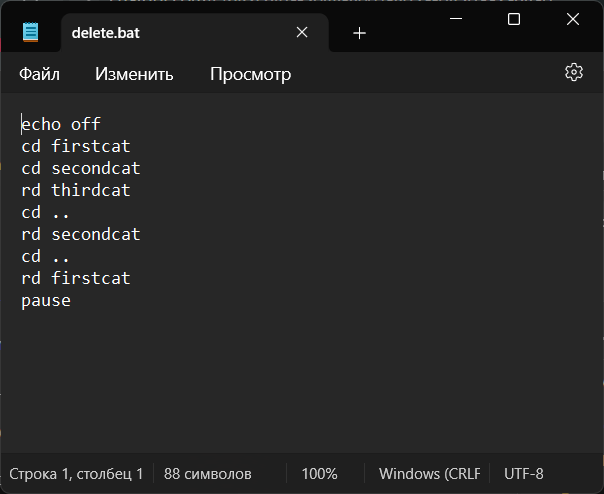 delete.bat
Файл Изменить Просмотр
echo off
cd firstcat
cd secondcat
rd thirdcat
cd ..
rd secondcat
cd ..
rd firstcat
pause
Строка 1, столбец 1 88 символов 100% Windows (CRLF UTF-8